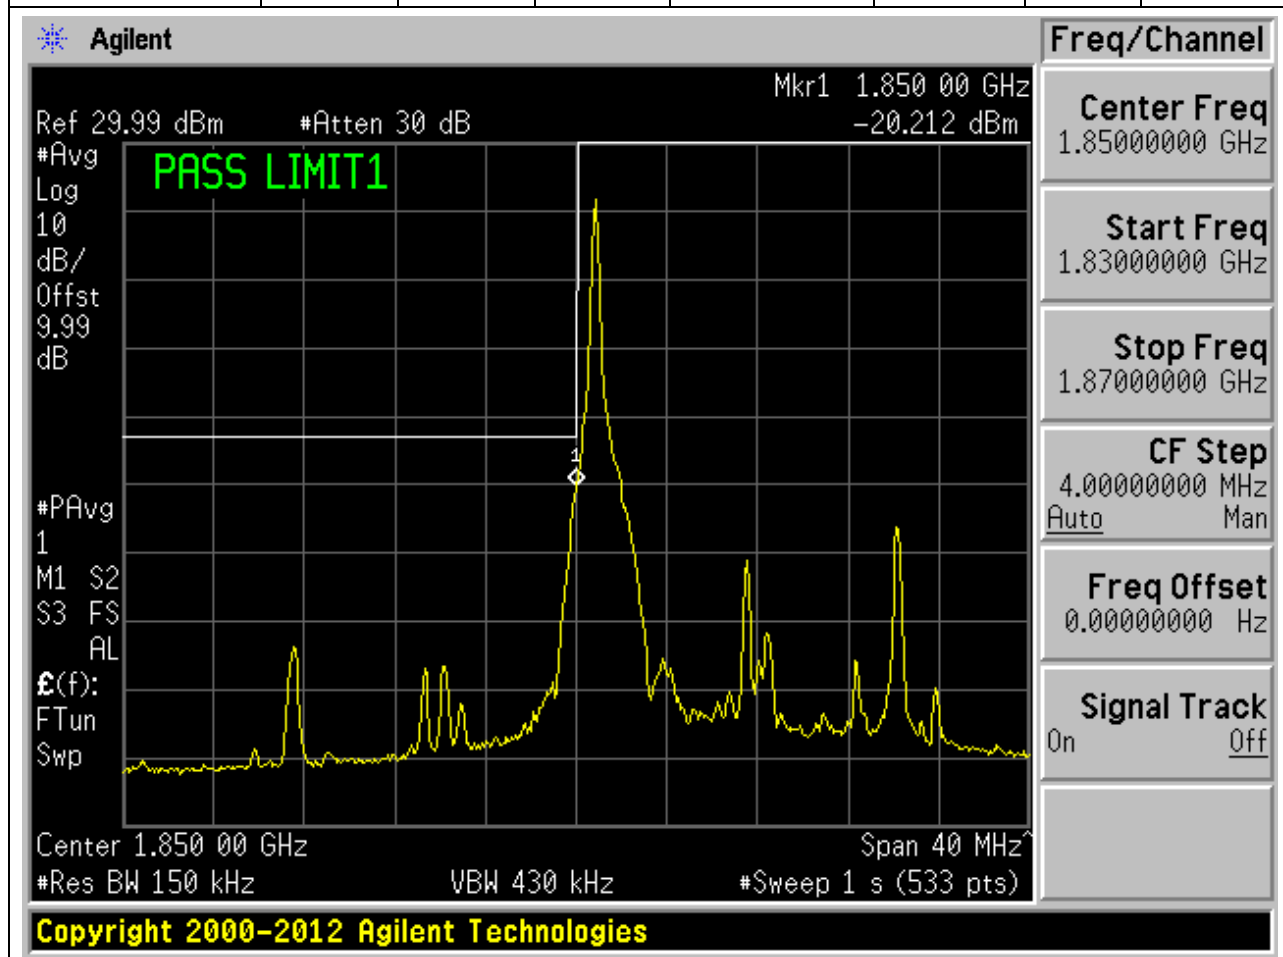 Agilent
Freq/Channel
Mkr1 1.850 00 GHz
Ref 29.99 dBm #Atten 30 dB -20.212 dBm
#Avg
Log
10
dB/
Offst
9.99
dB
PASS LIMIT1
1
#PAvg
1
M1 S2
S3 FS
AL
£(f):
FTun
Swp
Center 1.850 00 GHz Span 40 MHz^
#Res BW 150 kHz VBW 430 kHz #Sweep 1 s (533 pts)
Center Freq
1.85000000 GHz
Start Freq
1.83000000 GHz
Stop Freq
1.87000000 GHz
CF Step
4.00000000 MHz
Auto Man
Freq Offset
0.00000000 Hz
Signal Track
On Off
Copyright 2000-2012 Agilent Technologies